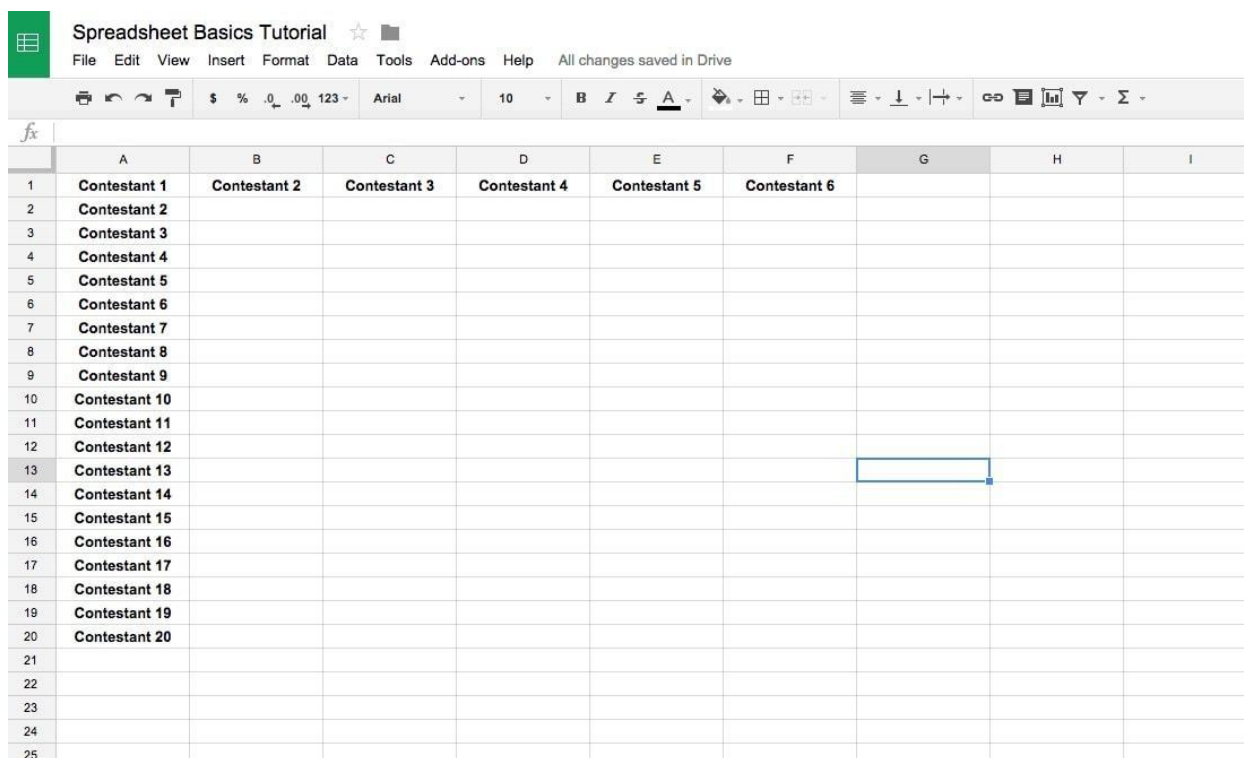 Spreadsheet Basics Tutorial
File Edit View Insert Format Data Tools Add-ons Help All changes saved in Drive
$ % .0 .00 123 Arial 10 B I S A Σ
fx
A B C D E F G H I
1 Contestant 1 Contestant 2 Contestant 3 Contestant 4 Contestant 5 Contestant 6
2 Contestant 2
3 Contestant 3
4 Contestant 4
5 Contestant 5
6 Contestant 6
7 Contestant 7
8 Contestant 8
9 Contestant 9
10 Contestant 10
11 Contestant 11
12 Contestant 12
13 Contestant 13
14 Contestant 14
15 Contestant 15
16 Contestant 16
17 Contestant 17
18 Contestant 18
19 Contestant 19
20 Contestant 20
21
22
23
24
25